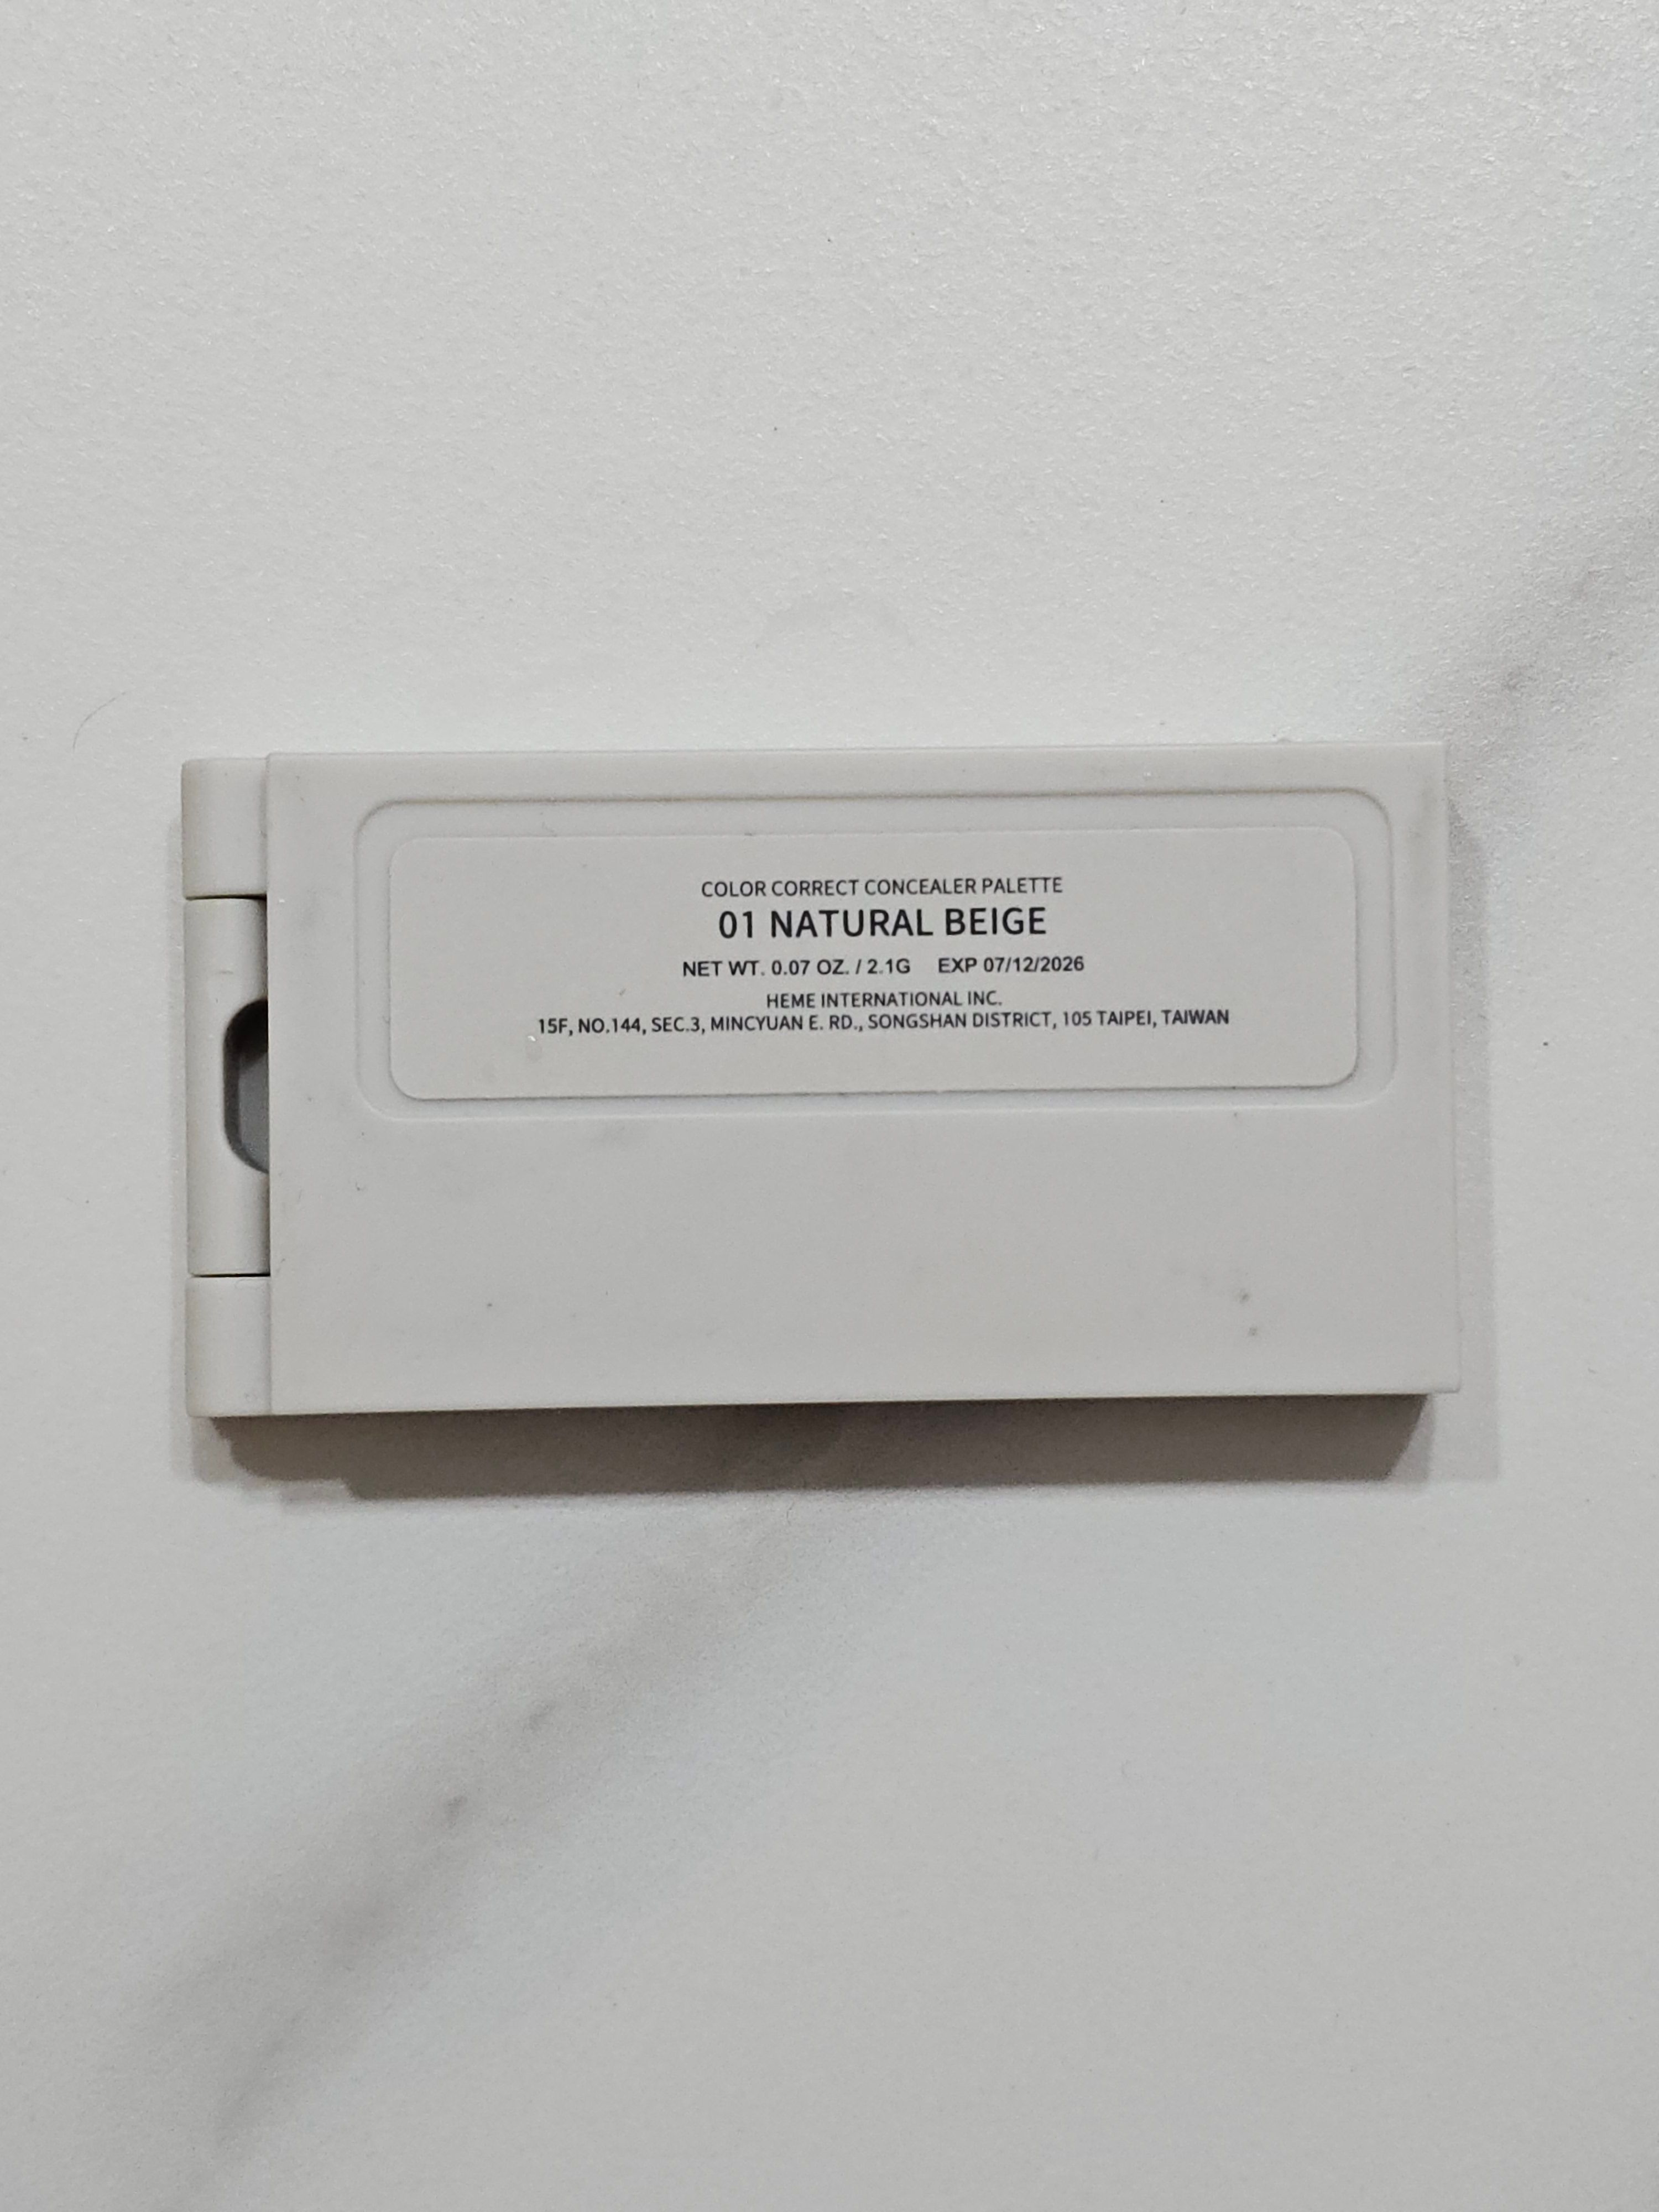 COLOR CORRECT CONCEALER PALETTE
01 NATURAL BEIGE
NET WT. 0.07 OZ. / 2.1G EXP 07/12/2026
HEME INTERNATIONAL INC.
15F, NO.144, SEC.3, MINCYUAN E. RD., SONGSHAN DISTRICT, 105 TAIPEI, TAIWAN